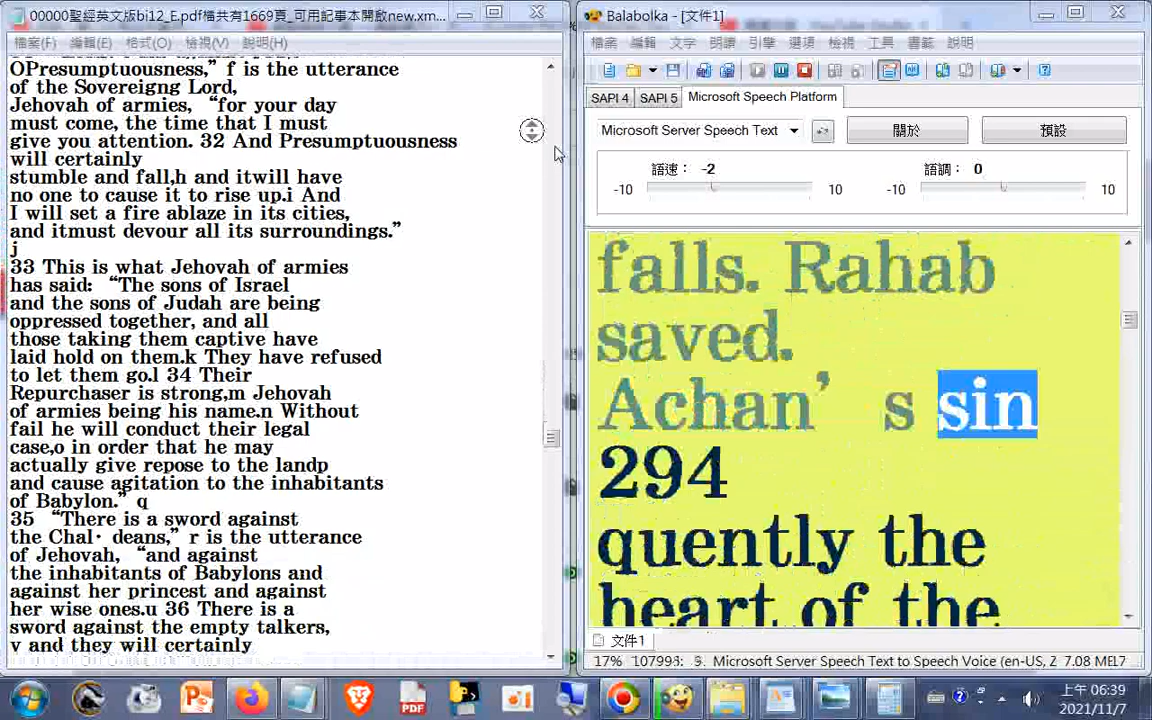 00000聖經英文版bi12_E.pdf檔共有1669頁_可用記事本開啟new.xm...
檔案(F) 編輯(E) 格式(O) 檢視(V) 說明(H)
OPresumptuousness,” f is the utterance
of the Sovereigng Lord,
Jehovah of armies, “for your day
must come, the time that I must
give you attention. 32 And Presumptuousness
will certainly
stumble and fall,h and itwill have
no one to cause it to rise up.i And
I will set a fire ablaze in its cities,
and itmust devour all its surroundings.”
j
33 This is what Jehovah of armies
has said: “The sons of Israel
and the sons of Judah are being
oppressed together, and all
those taking them captive have
laid hold on them.k They have refused
to let them go.l 34 Their
Repurchaser is strong,m Jehovah
of armies being his name.n Without
fail he will conduct their legal
case,o in order that he may
actually give repose to the landp
and cause agitation to the inhabitants
of Babylon.” q
35 “There is a sword against
the Chal· deans,” r is the utterance
of Jehovah, “and against
the inhabitants of Babylons and
against her princest and against
her wise ones.u 36 There is a
sword against the empty talkers,
v and they will certainly
Balabolka - [文件1]
檔案 編輯 文字 朗讀 引擎 選項 檢視 工具 書籤 說明
SAPI 4 SAPI 5 Microsoft Speech Platform
Microsoft Server Speech Text 關於 預設
語速： -2 語調： 0
-10 10 -10 10
falls. Rahab
saved.
Achan’ s sin
294
quently the
heart of the
文件1
17% 107993: Microsoft Server Speech Text to Speech Voice (en-US, 7.08
上午 06:39
2021/11/7